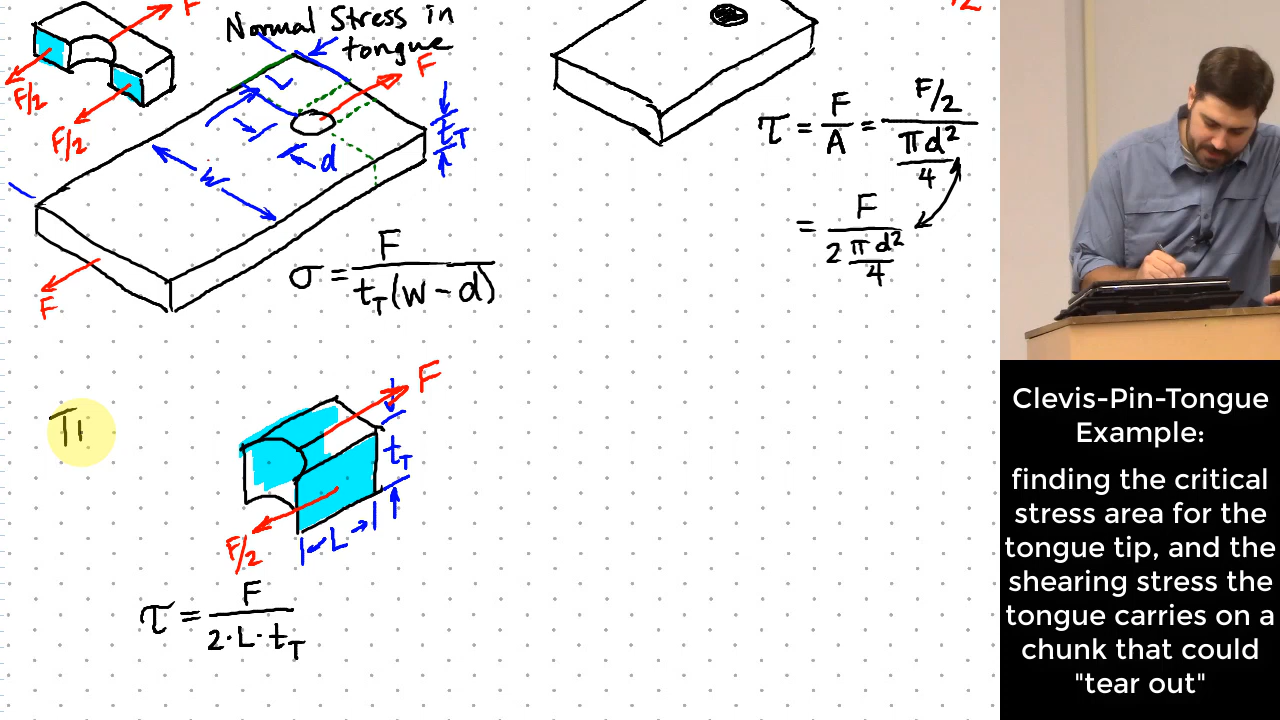 F
F/2
F/2
Normal Stress in
tongue
F
L
t_T
d
w
F
σ = F / t_T(w - d)
τ = F/A = F/2 / πd²/4
= F / 2 πd²/4
F
t_T
F/2
L
τ = F / 2·L·t_T
Clevis-Pin-Tongue
Example:
finding the critical
stress area for the
tongue tip, and the
shearing stress the
tongue carries on a
chunk that could
"tear out"